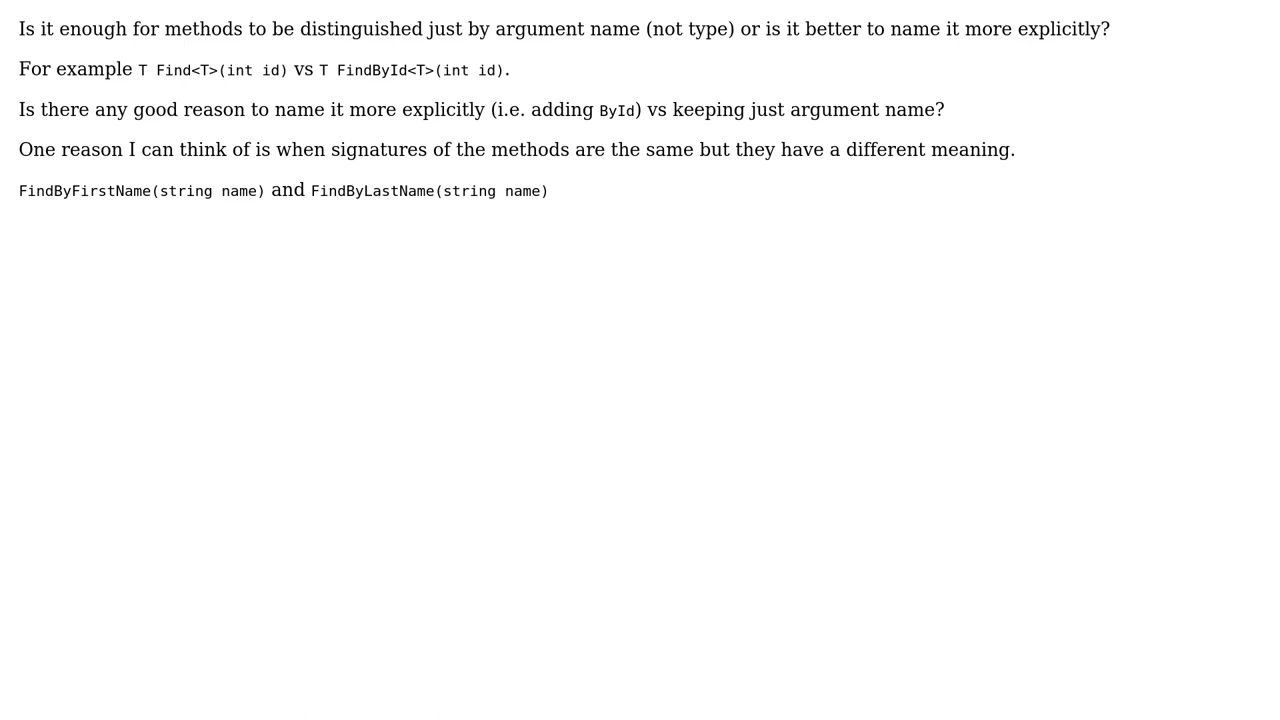 Is it enough for methods to be distinguished just by argument name (not type) or is it better to name it more explicitly?
For example T Find<T>(int id) vs T FindById<T>(int id).
Is there any good reason to name it more explicitly (i.e. adding ById) vs keeping just argument name?
One reason I can think of is when signatures of the methods are the same but they have a different meaning.
FindByFirstName(string name) and FindByLastName(string name)